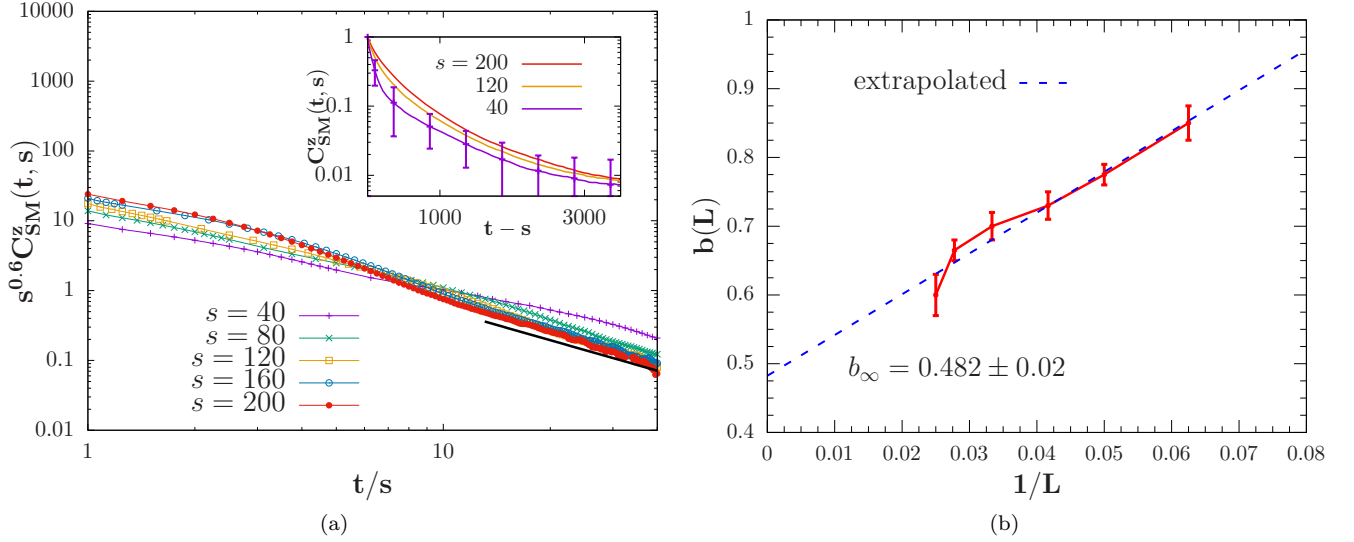 10000
1000
100
10
1
0.1
0.01
s^0.6 C^z_SM(t, s)
1 10
t/s
s = 40
s = 80
s = 120
s = 160
s = 200
1
0.1
0.01
C^z_SM(t, s)
1000 3000
t − s
s = 200
120
40
(a)
1
0.9
0.8
0.7
0.6
0.5
0.4
b(L)
extrapolated
b∞ = 0.482 ± 0.02
0 0.01 0.02 0.03 0.04 0.05 0.06 0.07 0.08
1/L
(b)